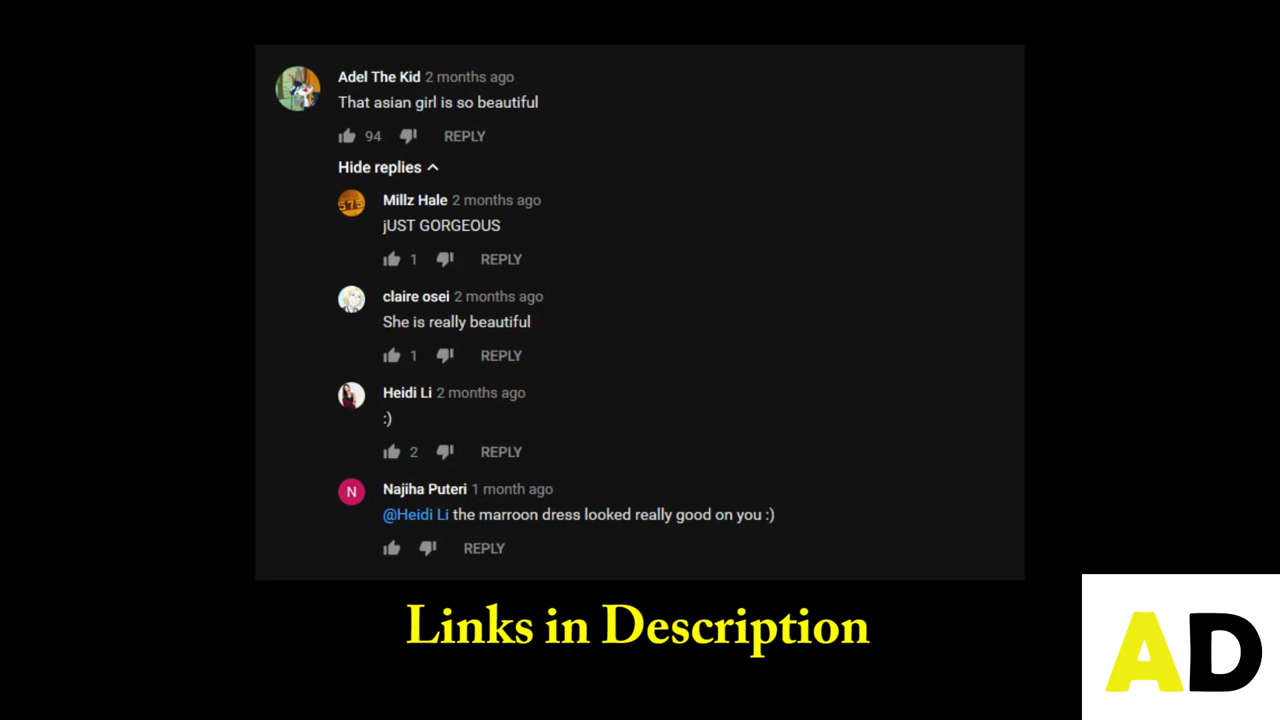 Adel The Kid 2 months ago
That asian girl is so beautiful
94 REPLY
Hide replies
575
Millz Hale 2 months ago
jUST GORGEOUS
1 REPLY
claire osei 2 months ago
She is really beautiful
1 REPLY
Heidi Li 2 months ago
:)
2 REPLY
N
Najiha Puteri 1 month ago
@Heidi Li the marroon dress looked really good on you :)
REPLY
Links in Description
AD